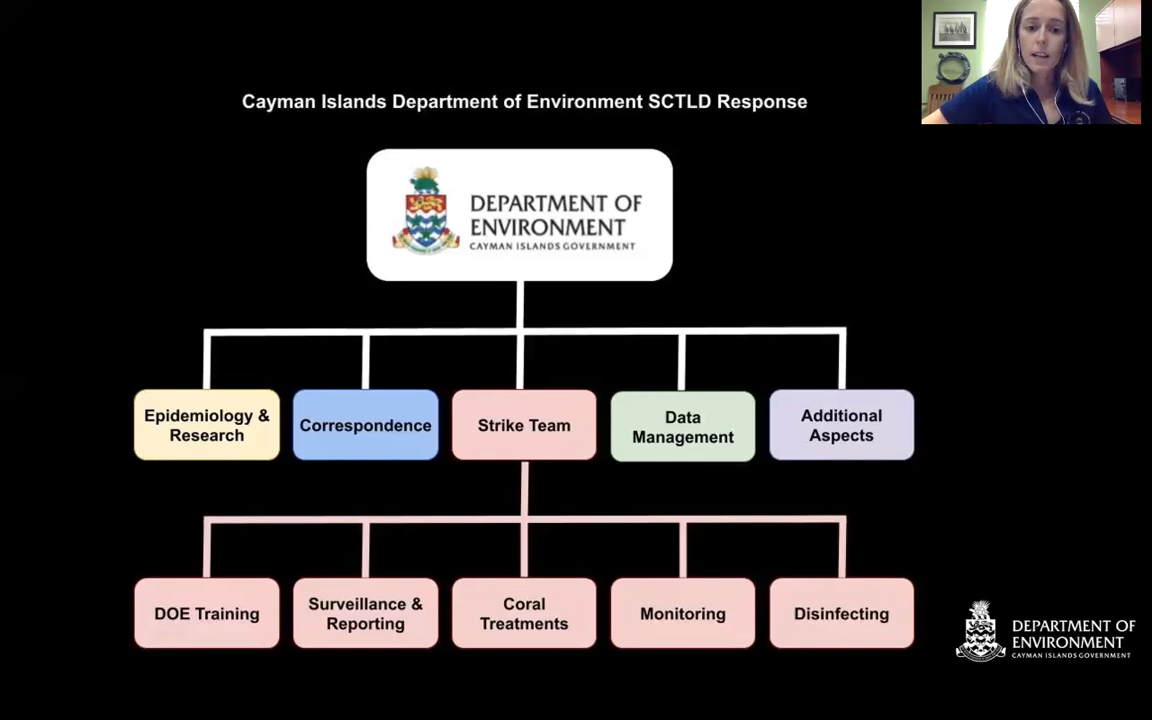 Cayman Islands Department of Environment SCTLD Response
DEPARTMENT OF
ENVIRONMENT
CAYMAN ISLANDS GOVERNMENT
Epidemiology &
Research
Correspondence
Strike Team
Data
Management
Additional
Aspects
DOE Training
Surveillance &
Reporting
Coral
Treatments
Monitoring
Disinfecting
DEPARTMENT OF
ENVIRONMENT
CAYMAN ISLANDS GOVERNMENT